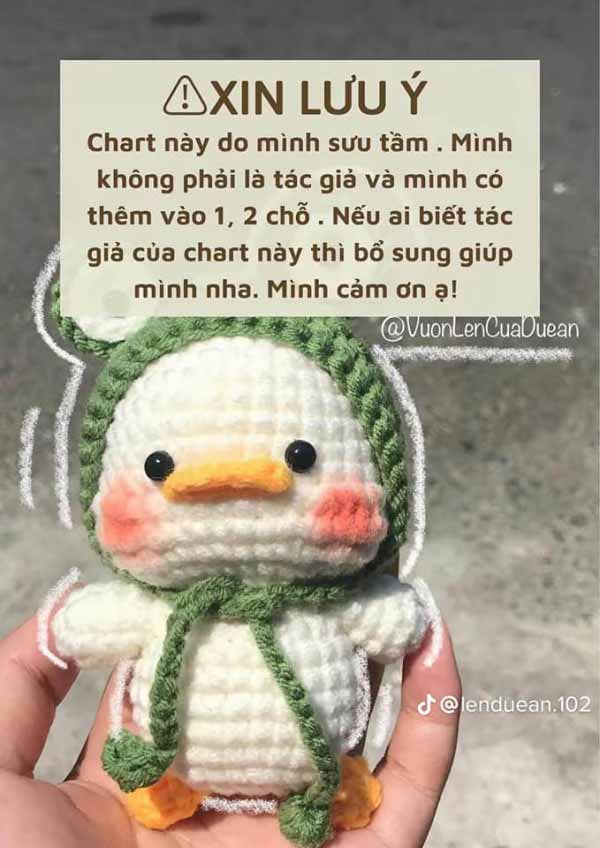 ⚠XIN LƯU Ý
Chart này do mình sưu tầm . Mình
không phải là tác giả và mình có
thêm vào 1, 2 chỗ . Nếu ai biết tác
giả của chart này thì bổ sung giúp
mình nha. Mình cảm ơn ạ!
@VuonLenCuaDuean
@lenduean.102